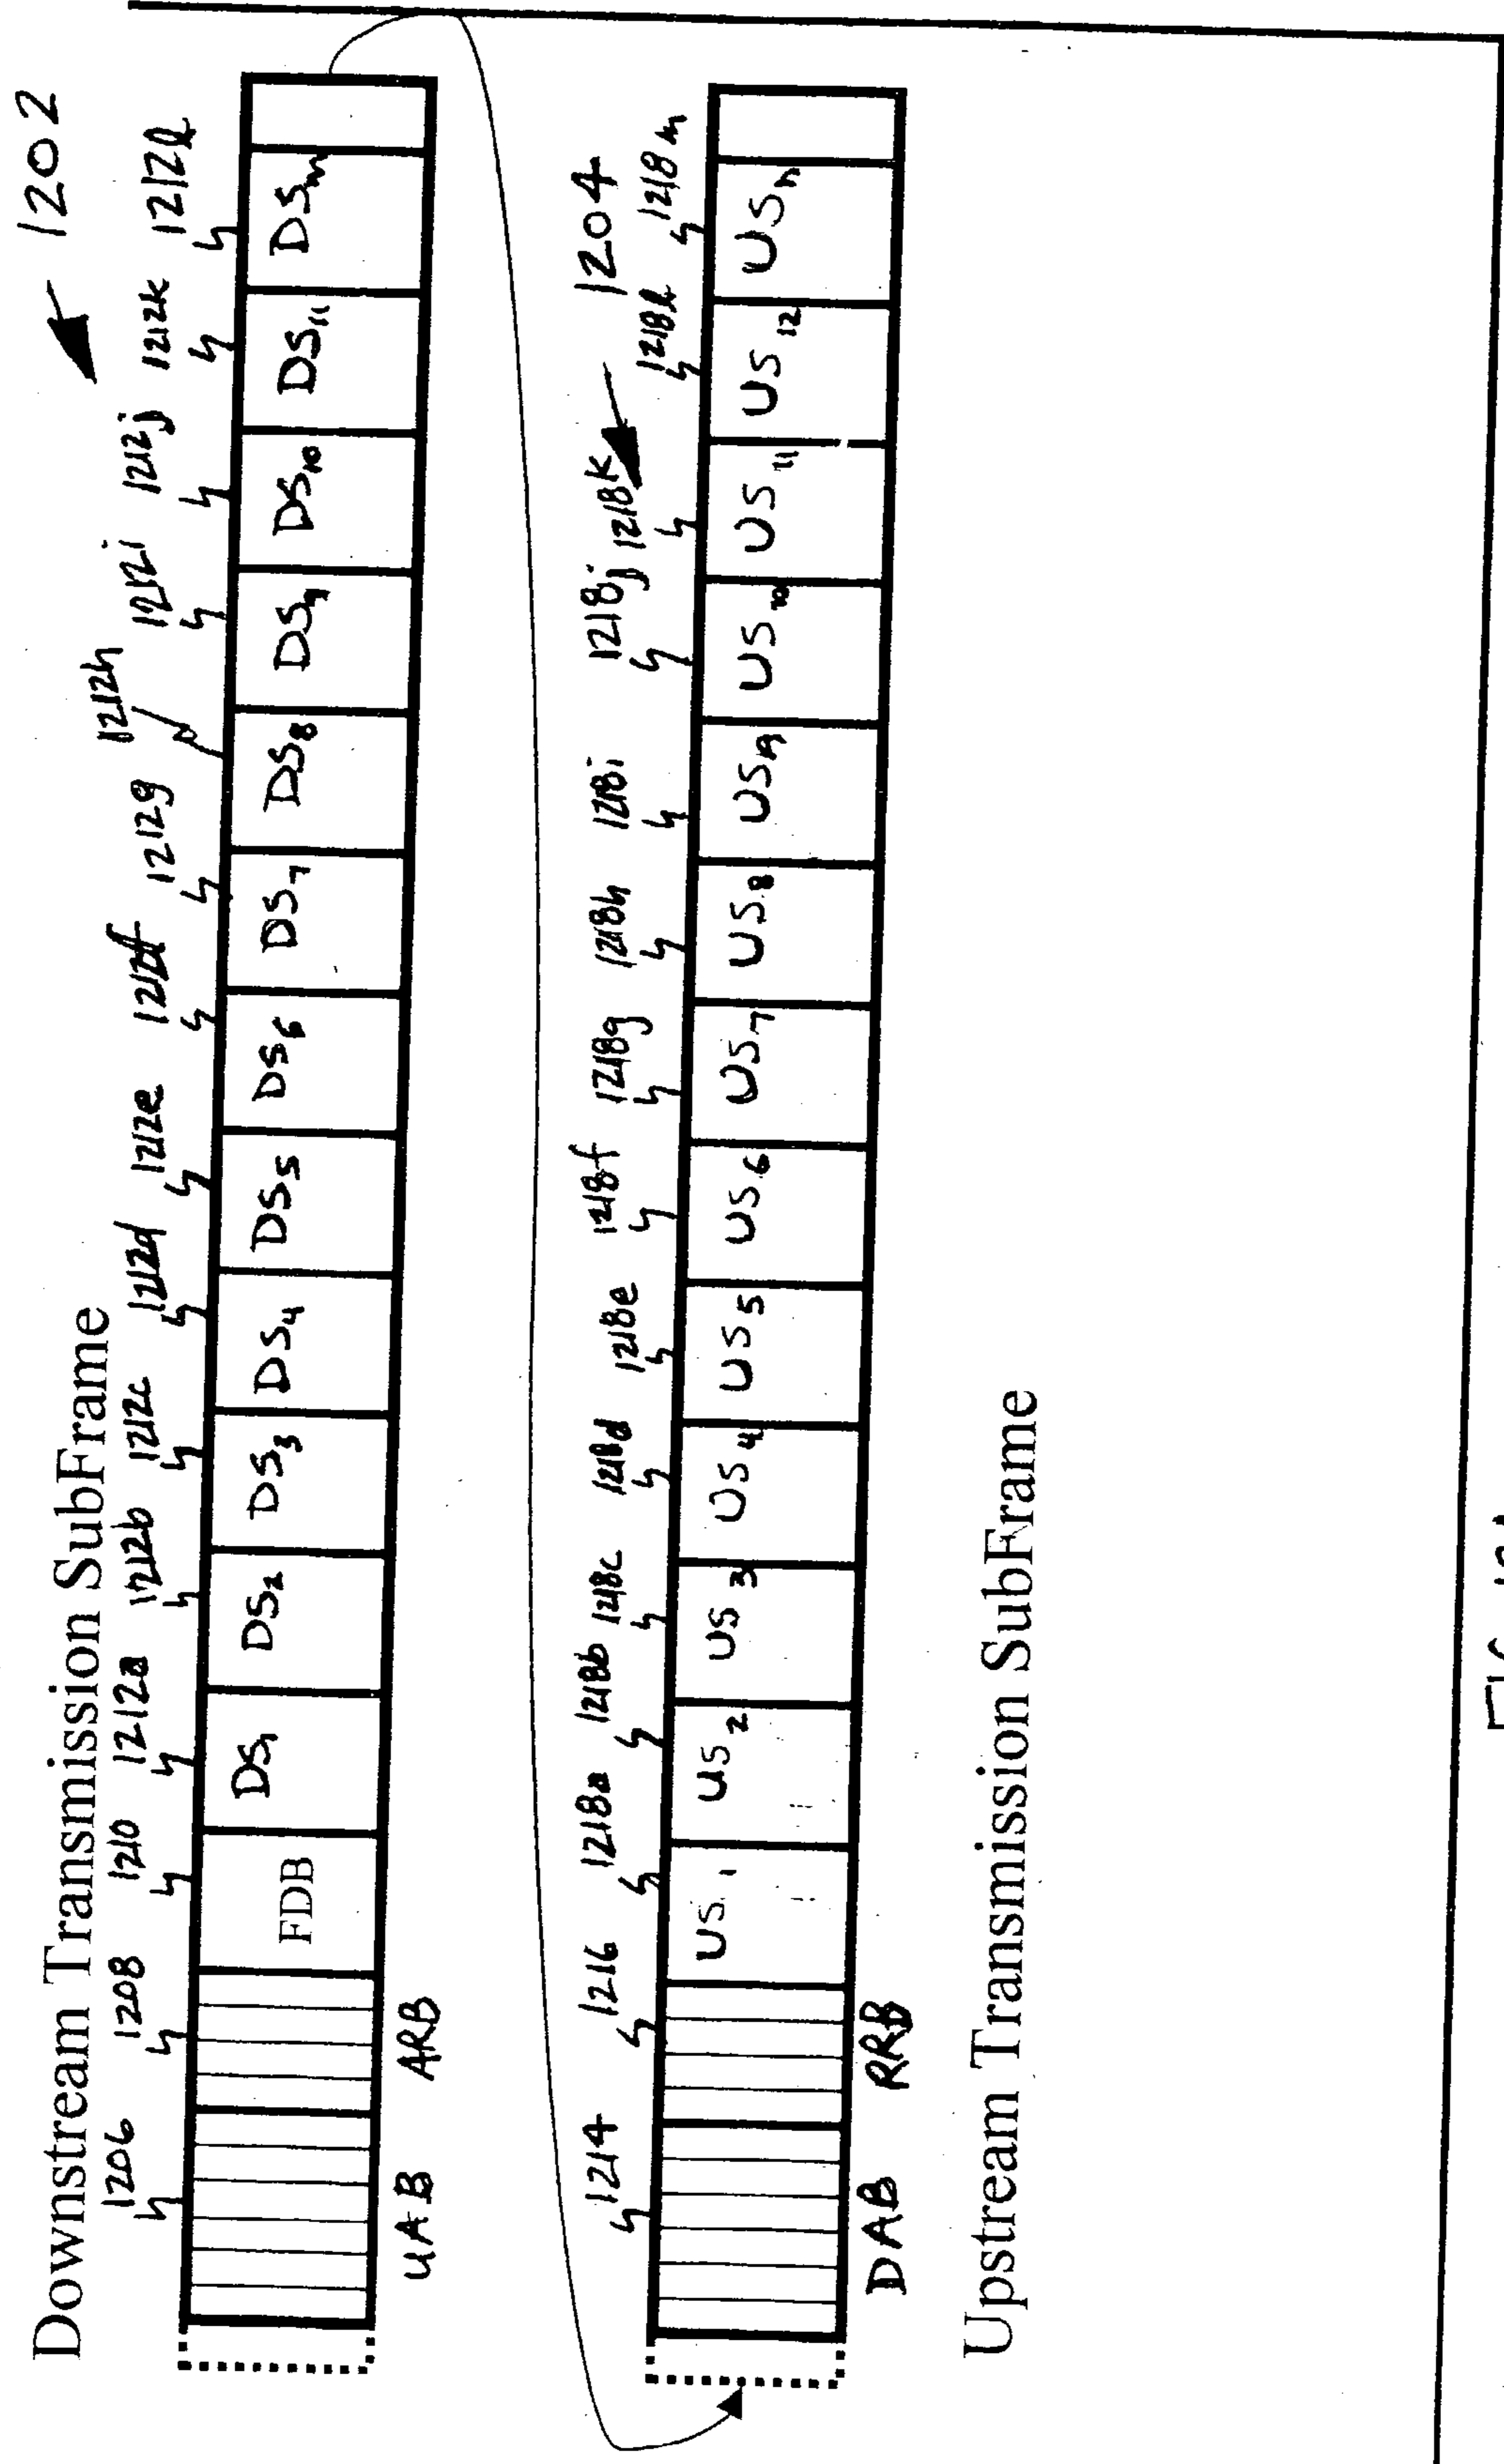 1202
Downstream Transmission SubFrame
1206 1208 1210 1212a 1212b 1212c 1212d 1212e 1212f 1212g 1212h 1212i 1212j 1212k 1212l
FDB DS1 DS2 DS3 DS4 DS5 DS6 DS7 DS8 DS9 DS10 DS11 DSm
UAB ARB
1204
1214 1216 1218a 1218b 1218c 1218d 1218e 1218f 1218g 1218h 1218i 1218j 1218k 1218l 1218m
US1 US2 US3 US4 US5 US6 US7 US8 US9 US10 US11 US12 USn
DAB RRB
Upstream Transmission SubFrame